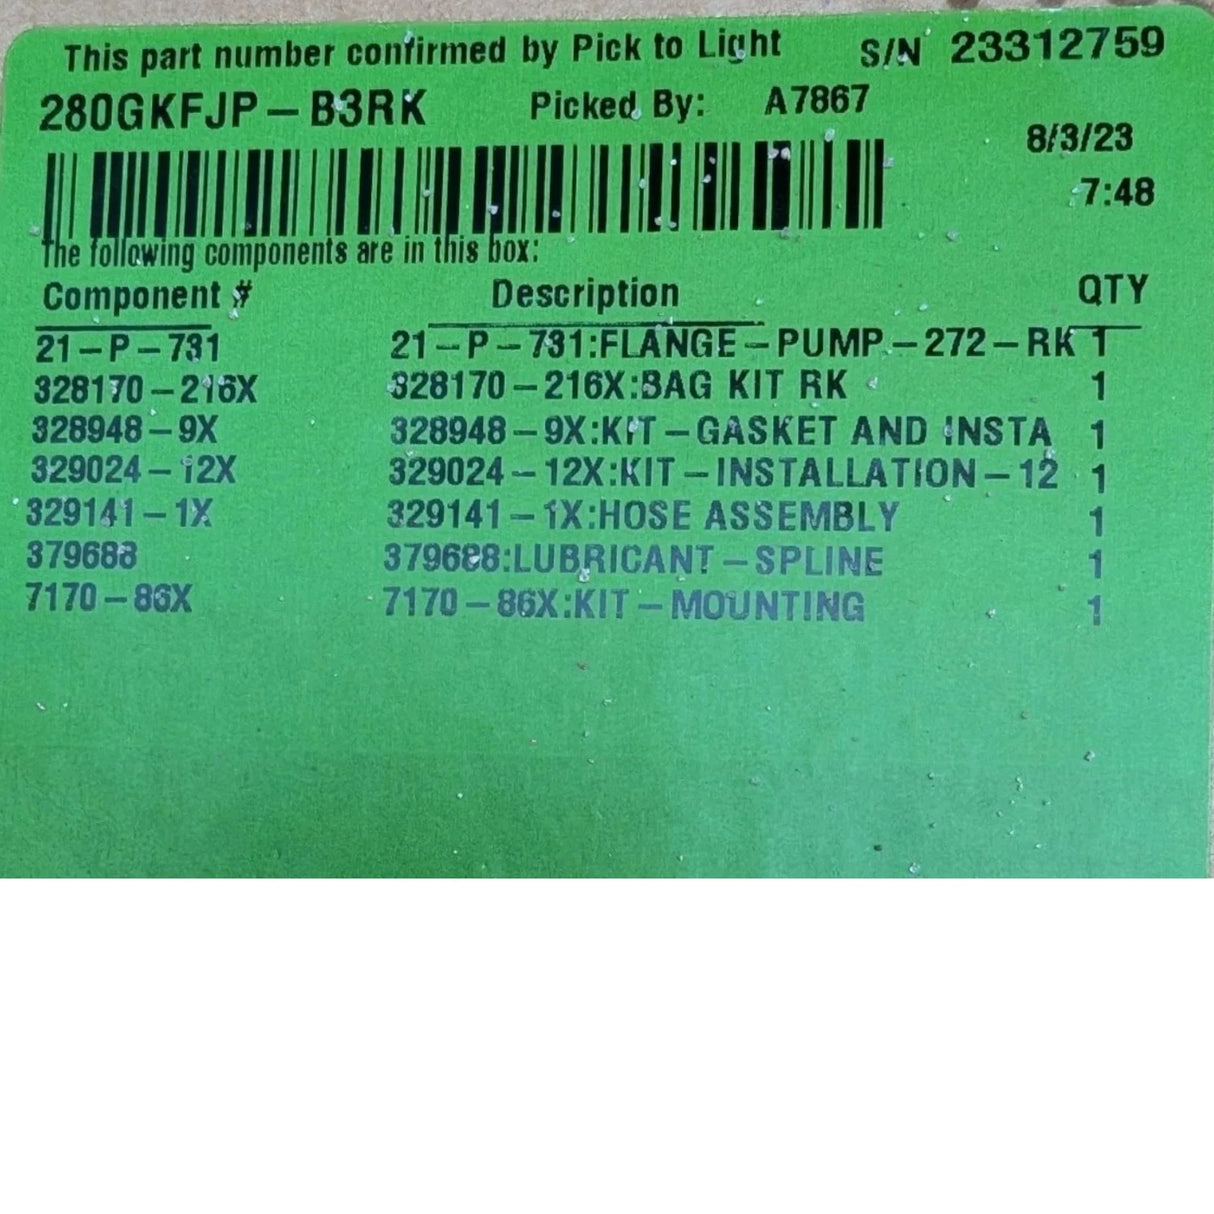 This part number confirmed by Pick to Light S/N 23312759
280GKFJP-B3RK Picked By: A7867
8/3/23
7:48
The following components are in this box:
Component # Description QTY
21-P-731 21-P-731:FLANGE-PUMP-272-RK 1
328170-216X 328170-216X:BAG KIT RK 1
328948-9X 328948-9X:KIT-GASKET AND INSTA 1
329024-12X 329024-12X:KIT-INSTALLATION-12 1
329141-1X 329141-1X:HOSE ASSEMBLY 1
379688 379688:LUBRICANT-SPLINE 1
7170-86X 7170-86X:KIT-MOUNTING 1